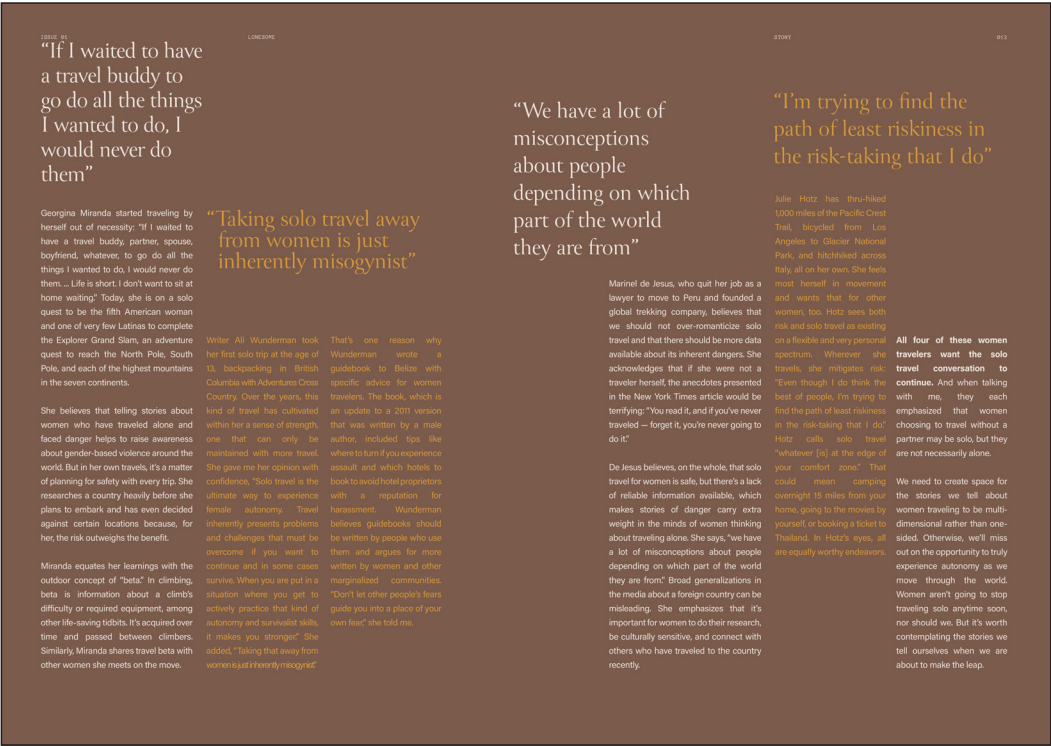 ISSUE 01
LONESOME
STORY
“If I waited to have
a travel buddy to
go do all the things
I wanted to do, I
would never do
them”
Georgina Miranda started traveling by
herself out of necessity: “If I waited to
have a travel buddy, partner, spouse,
boyfriend, whatever, to go do all the
things I wanted to do, I would never do
them. ... Life is short. I don’t want to sit at
home waiting.” Today, she is on a solo
quest to be the fifth American woman
and one of very few Latinas to complete
the Explorer Grand Slam, an adventure
quest to reach the North Pole, South
Pole, and each of the highest mountains
in the seven continents.
She believes that telling stories about
women who have traveled alone and
faced danger helps to raise awareness
about gender-based violence around the
world. But in her own travels, it’s a matter
of planning for safety with every trip. She
researches a country heavily before she
plans to embark and has even decided
against certain locations because, for
her, the risk outweighs the benefit.
Miranda equates her learnings with the
outdoor concept of “beta.” In climbing,
beta is information about a climb’s
difficulty or required equipment, among
other life-saving tidbits. It’s acquired over
time and passed between climbers.
Similarly, Miranda shares travel beta with
other women she meets on the move.
“Taking solo travel away
from women is just
inherently misogynist”
Writer Ali Wunderman took
her first solo trip at the age of
13, backpacking in British
Columbia with Adventures Cross
Country. Over the years, this
kind of travel has cultivated
within her a sense of strength,
one that can only be
maintained with more travel.
She gave me her opinion with
confidence, “Solo travel is the
ultimate way to experience
female autonomy. Travel
inherently presents problems
and challenges that must be
overcome if you want to
continue and in some cases
survive. When you are put in a
situation where you get to
actively practice that kind of
autonomy and survivalist skills,
it makes you stronger.” She
added, “Taking that away from
women is just inherently misogynist.”
That’s one reason why
Wunderman wrote a
guidebook to Belize with
specific advice for women
travelers. The book, which is
an update to a 2011 version
that was written by a male
author, included tips like
where to turn if you experience
assault and which hotels to
book to avoid hotel proprietors
with a reputation for
harassment. Wunderman
believes guidebooks should
be written by people who use
them and argues for more
written by women and other
marginalized communities.
“Don’t let other people’s fears
guide you into a place of your
own fear,” she told me.
“We have a lot of
misconceptions
about people
depending on which
part of the world
they are from”
Marinel de Jesus, who quit her job as a
lawyer to move to Peru and founded a
global trekking company, believes that
we should not over-romanticize solo
travel and that there should be more data
available about its inherent dangers. She
acknowledges that if she were not a
traveler herself, the anecdotes presented
in the New York Times article would be
terrifying: “You read it, and if you’ve never
traveled — forget it, you’re never going to
do it.”
De Jesus believes, on the whole, that solo
travel for women is safe, but there’s a lack
of reliable information available, which
makes stories of danger carry extra
weight in the minds of women thinking
about traveling alone. She says, “we have
a lot of misconceptions about people
depending on which part of the world
they are from.” Broad generalizations in
the media about a foreign country can be
misleading. She emphasizes that it’s
important for women to do their research,
be culturally sensitive, and connect with
others who have traveled to the country
recently.
“I’m trying to find the
path of least riskiness in
the risk-taking that I do”
Julie Hotz has thru-hiked
1,000 miles of the Pacific Crest
Trail, bicycled from Los
Angeles to Glacier National
Park, and hitchhiked across
Italy, all on her own. She feels
most herself in movement
and wants that for other
women, too. Hotz sees both
risk and solo travel as existing
on a flexible and very personal
spectrum. Wherever she
travels, she mitigates risk:
“Even though I do think the
best of people, I’m trying to
find the path of least riskiness
in the risk-taking that I do.”
Hotz calls solo travel
“whatever [is] at the edge of
your comfort zone.” That
could mean camping
overnight 15 miles from your
home, going to the movies by
yourself, or booking a ticket to
Thailand. In Hotz’s eyes, all
are equally worthy endeavors.
All four of these women
travelers want the solo
travel conversation to
continue. And when talking
with me, they each
emphasized that women
choosing to travel without a
partner may be solo, but they
are not necessarily alone.
We need to create space for
the stories we tell about
women traveling to be multi-
dimensional rather than one-
sided. Otherwise, we’ll miss
out on the opportunity to truly
experience autonomy as we
move through the world.
Women aren’t going to stop
traveling solo anytime soon,
nor should we. But it’s worth
contemplating the stories we
tell ourselves when we are
about to make the leap.